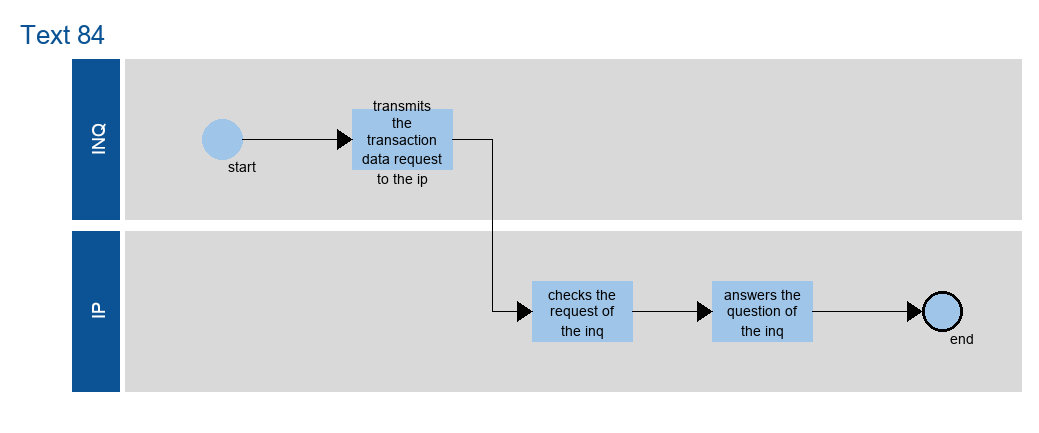 Text 84
INQ
start
transmits
the
transaction
data request
to the ip
IP
checks the
request of
the inq
answers the
question of
the inq
end